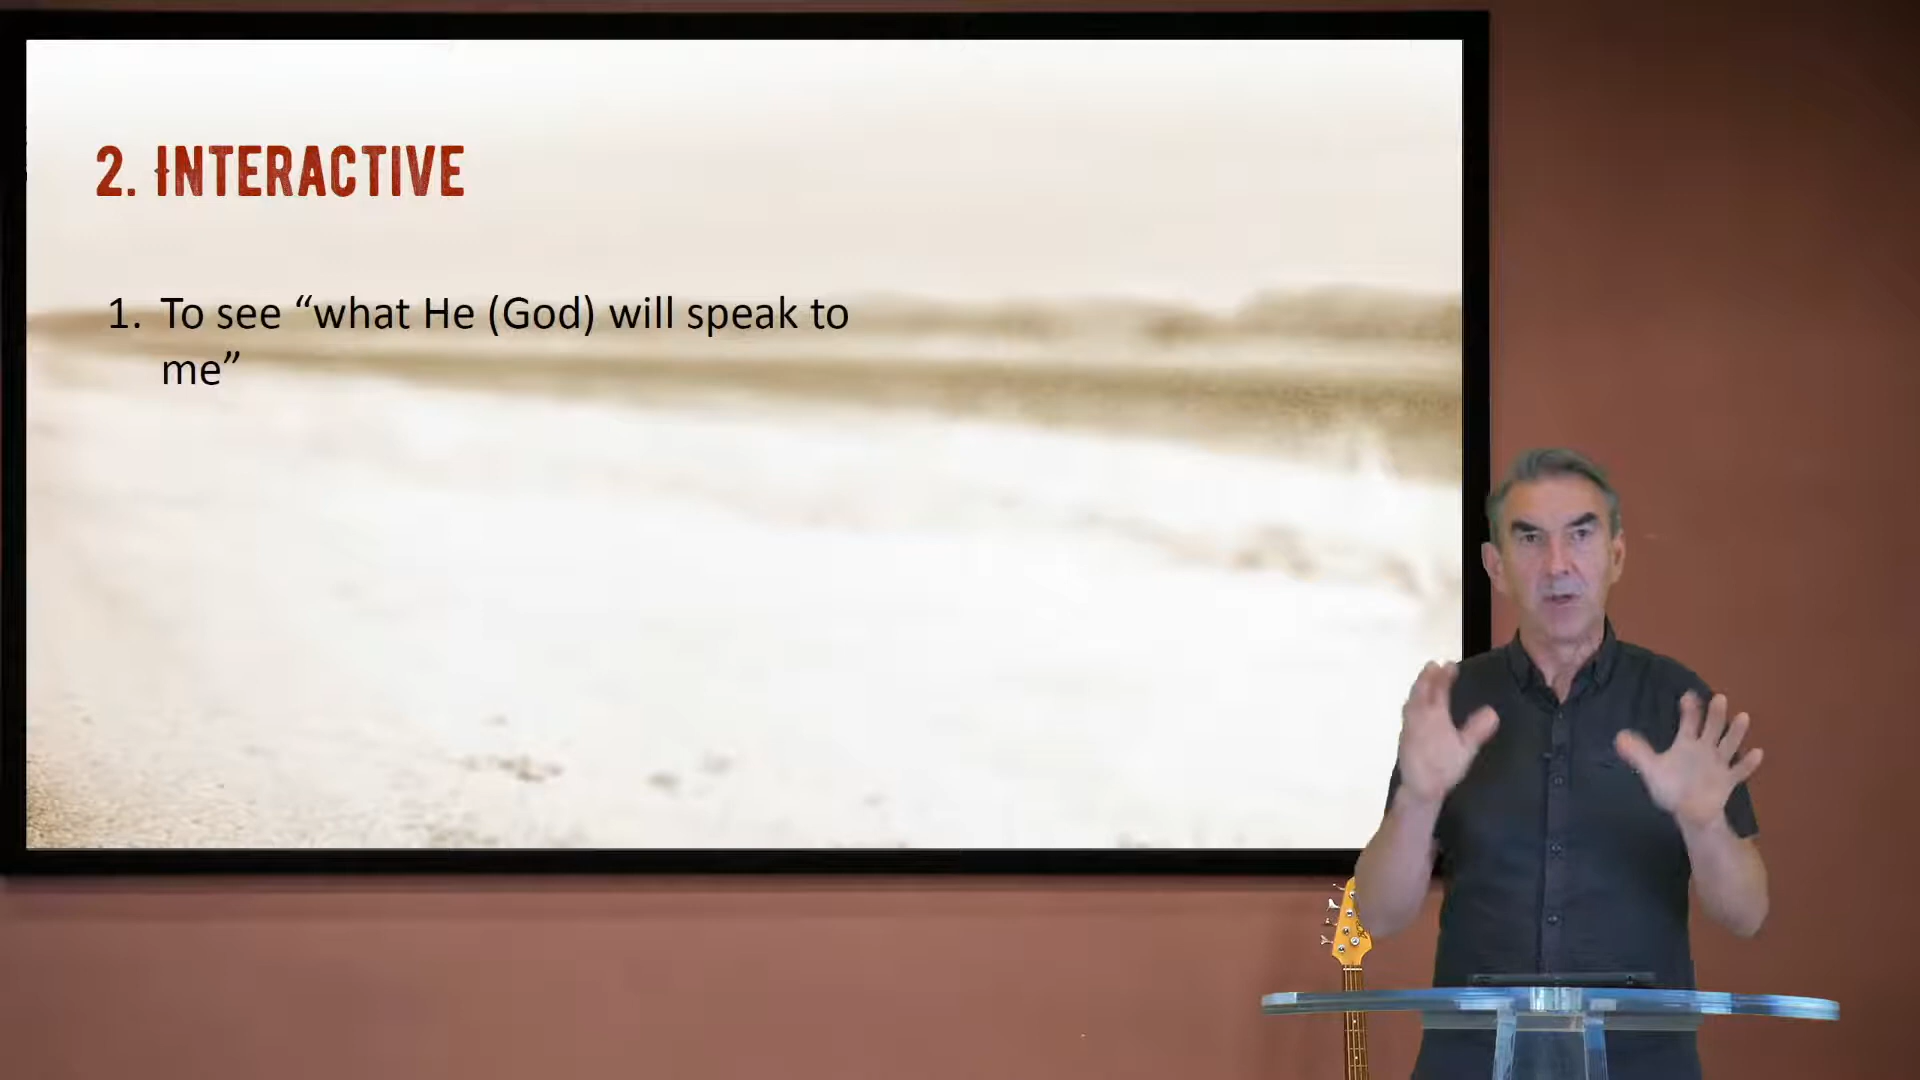 2. INTERACTIVE
1. To see “what He (God) will speak to
me”